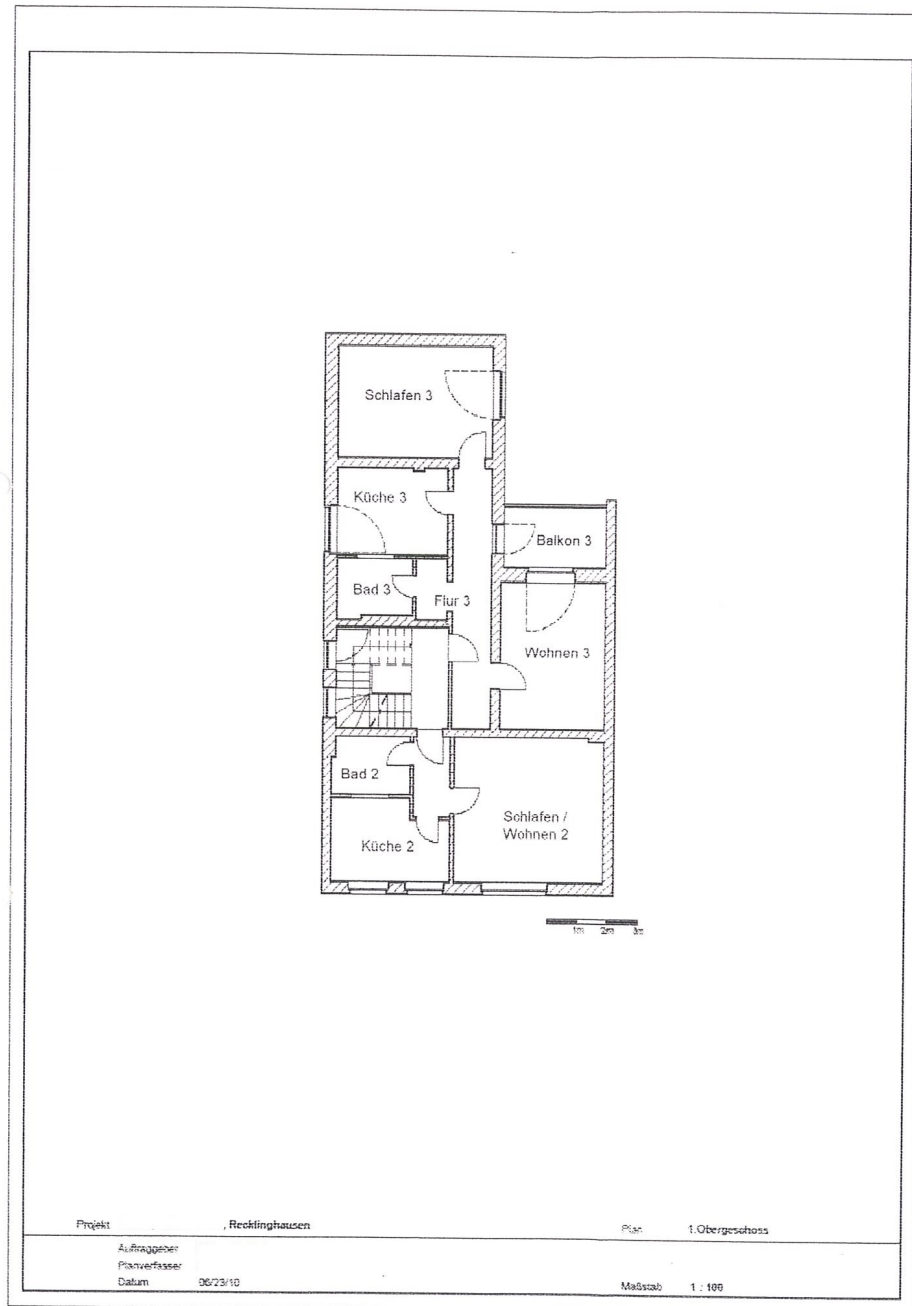 Schlafen 3
Küche 3
Balkon 3
Bad 3
Flur 3
Wohnen 3
Bad 2
Schlafen /
Wohnen 2
Küche 2
1m 2m 3m
Projekt , Recklinghausen Plan 1.Obergeschoss
Auftraggeber
Planverfasser
Datum 06/23/10 Maßstab 1 : 100